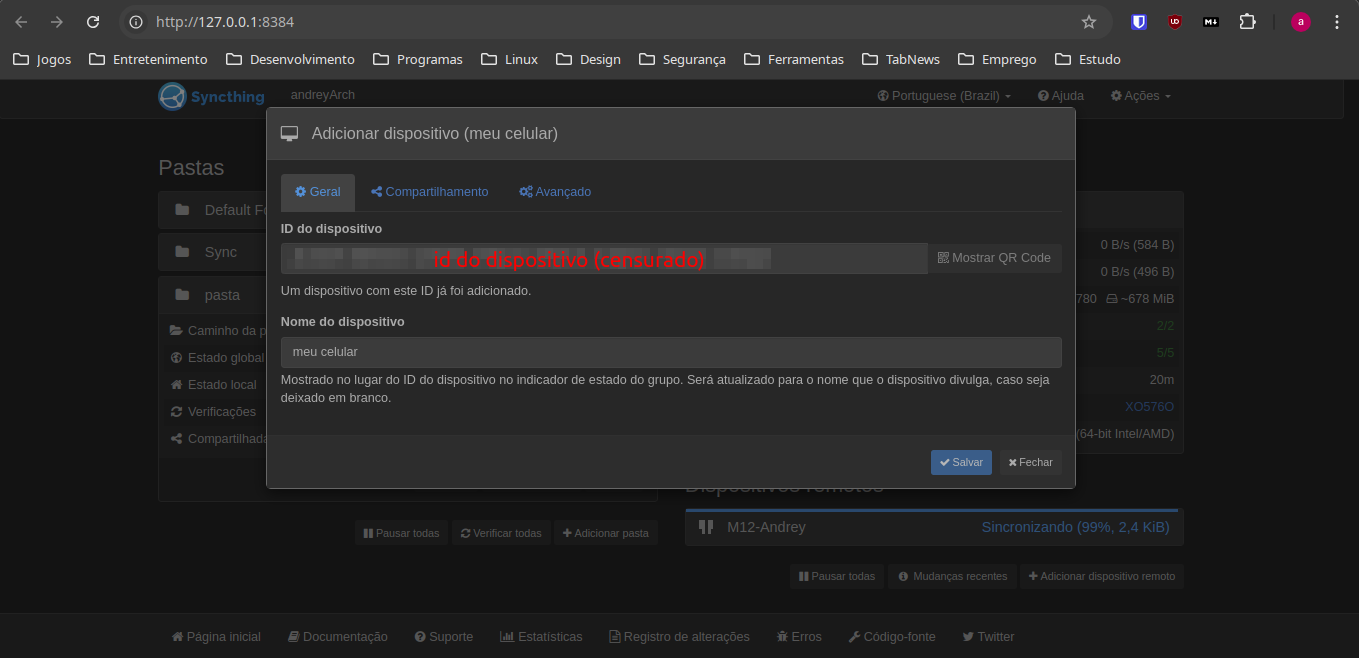 http://127.0.0.1:8384
a
Jogos Entretenimento Desenvolvimento Programas Linux Design Segurança Ferramentas TabNews Emprego Estudo
Syncthing andreyArch Portuguese (Brazil) Ajuda Ações
Adicionar dispositivo (meu celular)
Pastas
Geral Compartilhamento Avançado
Default Fo
ID do dispositivo
Sync
0 B/s (584 B)
id do dispositivo (censurado)
Mostrar QR Code
0 B/s (496 B)
Um dispositivo com este ID já foi adicionado.
pasta
780 ~678 MiB
Nome do dispositivo
Caminho da p
2/2
meu celular
Estado global
5/5
Mostrado no lugar do ID do dispositivo no indicador de estado do grupo. Será atualizado para o nome que o dispositivo divulga, caso seja
deixado em branco.
Estado local
20m
Verificações
XO576O
Compartilhada
(64-bit Intel/AMD)
Salvar Fechar
Dispositivos remotos
M12-Andrey Sincronizando (99%, 2,4 KiB)
Pausar todas Verificar todas Adicionar pasta
Pausar todas Mudanças recentes Adicionar dispositivo remoto
Página inicial Documentação Suporte Estatísticas Registro de alterações Erros Código-fonte Twitter